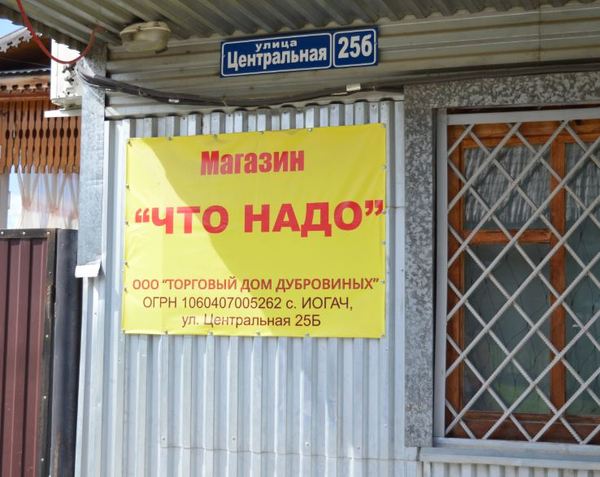 улица
Центральная 25б
Магазин
"ЧТО НАДО"
ООО "ТОРГОВЫЙ ДОМ ДУБРОВИНЫХ"
ОГРН 1060407005262 с. ИОГАЧ,
ул. Центральная 25Б